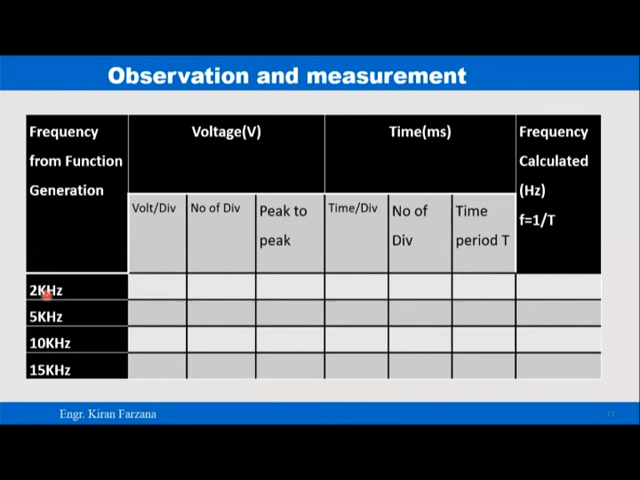 Observation and measurement
Frequency
from Function
Generation
Voltage(V)
Time(ms)
Frequency
Calculated
(Hz)
f=1/T
Volt/Div
No of Div
Peak to
peak
Time/Div
No of
Div
Time
period T
2KHz
5KHz
10KHz
15KHz
Engr. Kiran Farzana
13